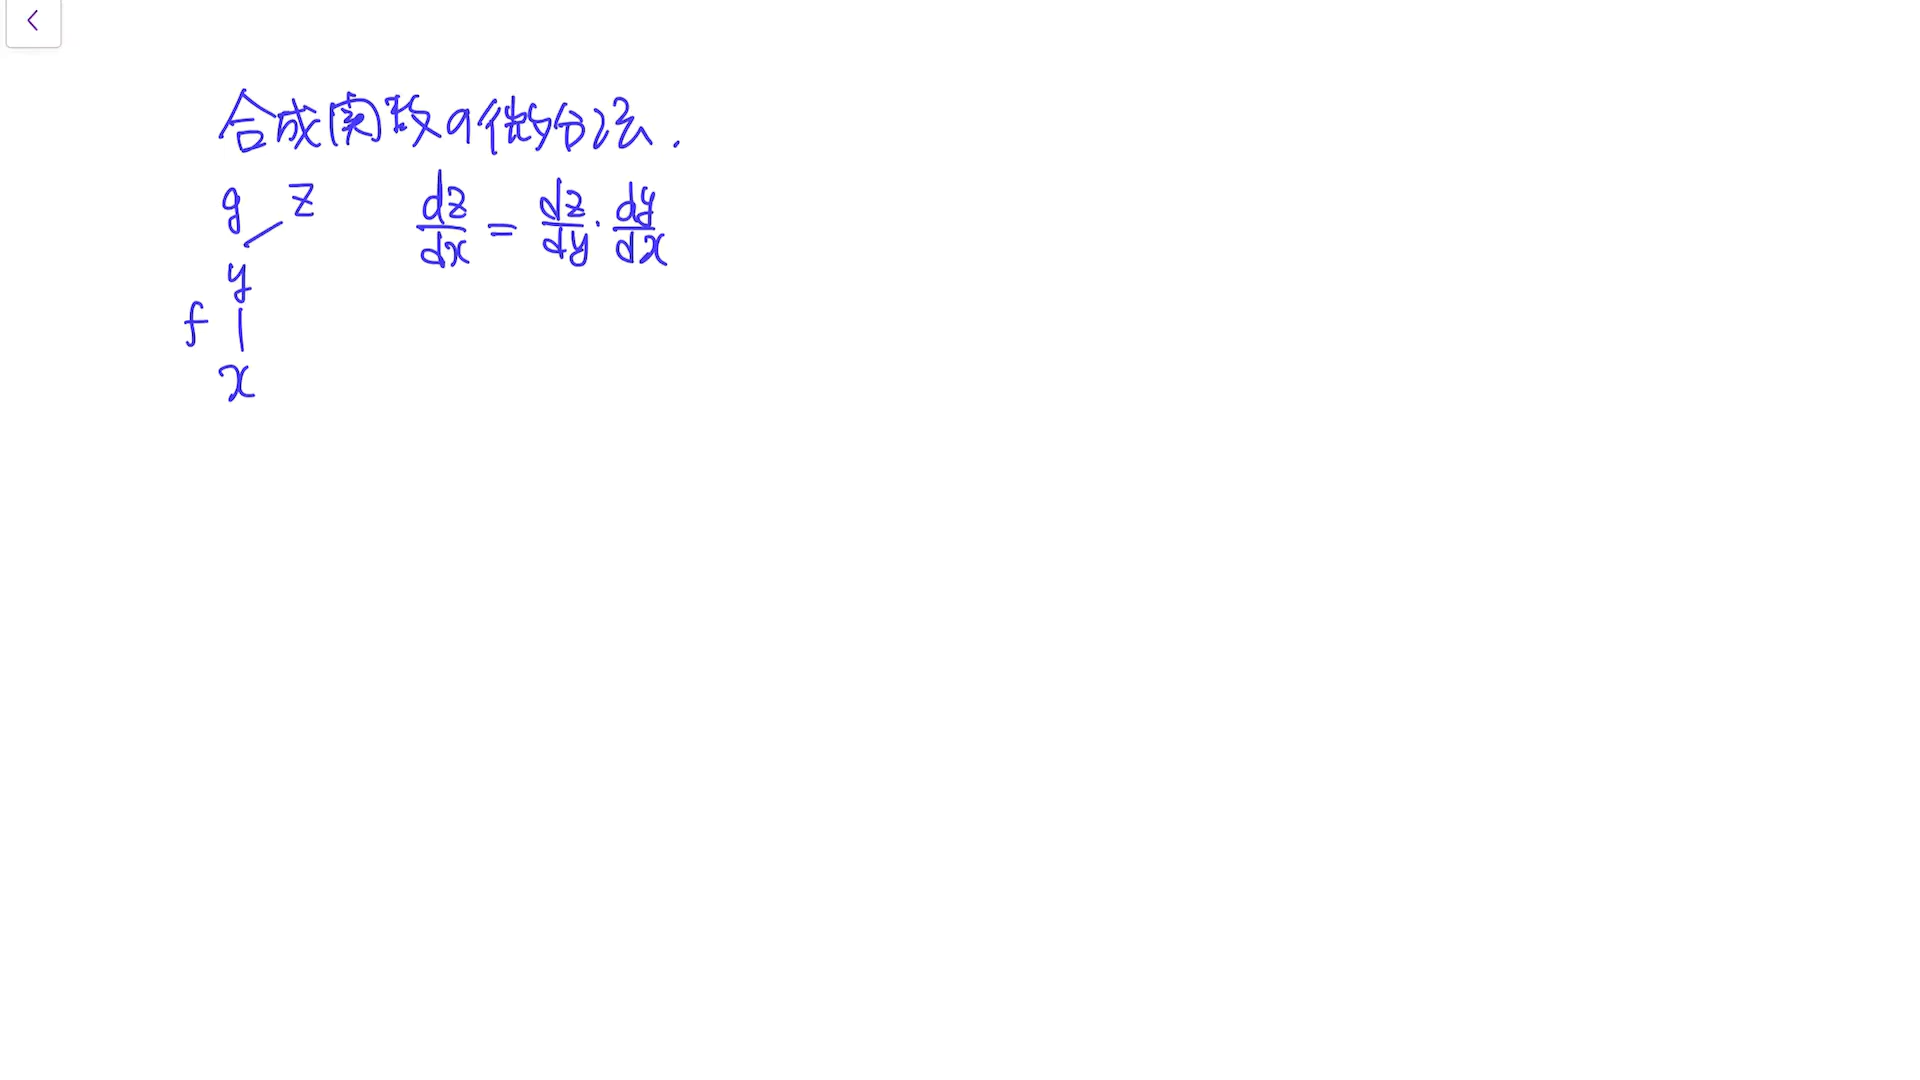 合成関数の微分法.
g z dz/dx = dz/dy · dy/dx
y
f
x